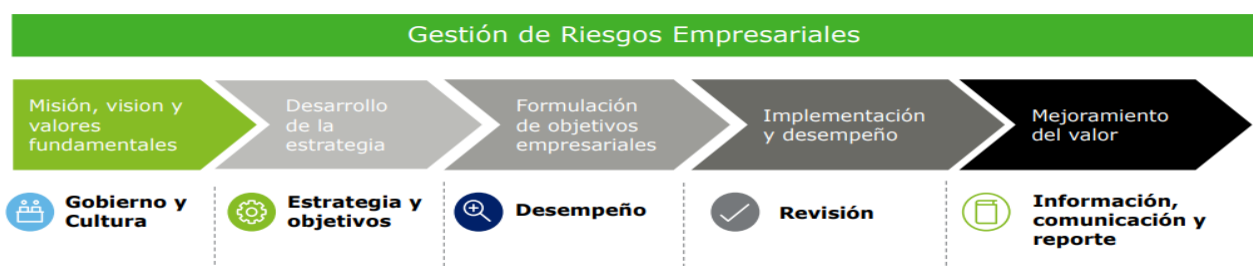 Gestión de Riesgos Empresariales
Misión, vision y
valores
fundamentales
Desarrollo
de la
estrategia
Formulación
de objetivos
empresariales
Implementación
y desempeño
Mejoramiento
del valor
Gobierno y
Cultura
Estrategia y
objetivos
Desempeño
Revisión
Información,
comunicación y
reporte